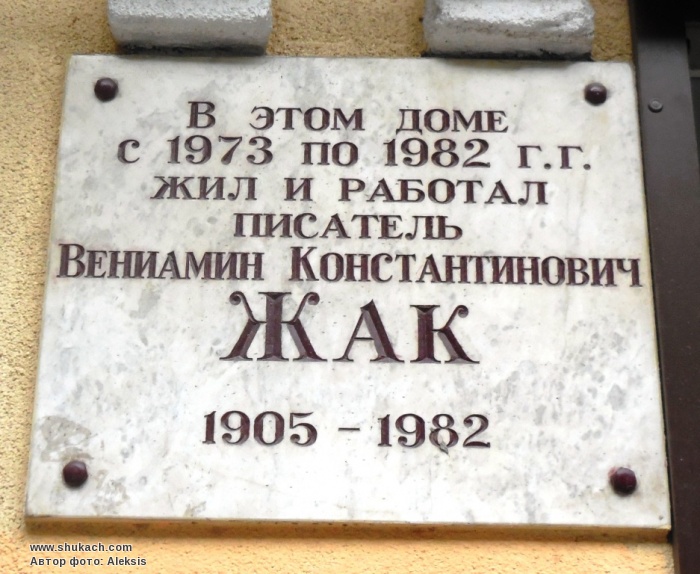 В ЭТОМ ДОМЕ
С 1973 ПО 1982 Г.Г.
ЖИЛ И РАБОТАЛ
ПИСАТЕЛЬ
ВЕНИАМИН КОНСТАНТИНОВИЧ
ЖАК
1905 – 1982
www.shukach.com
Автор фото: Aleksis